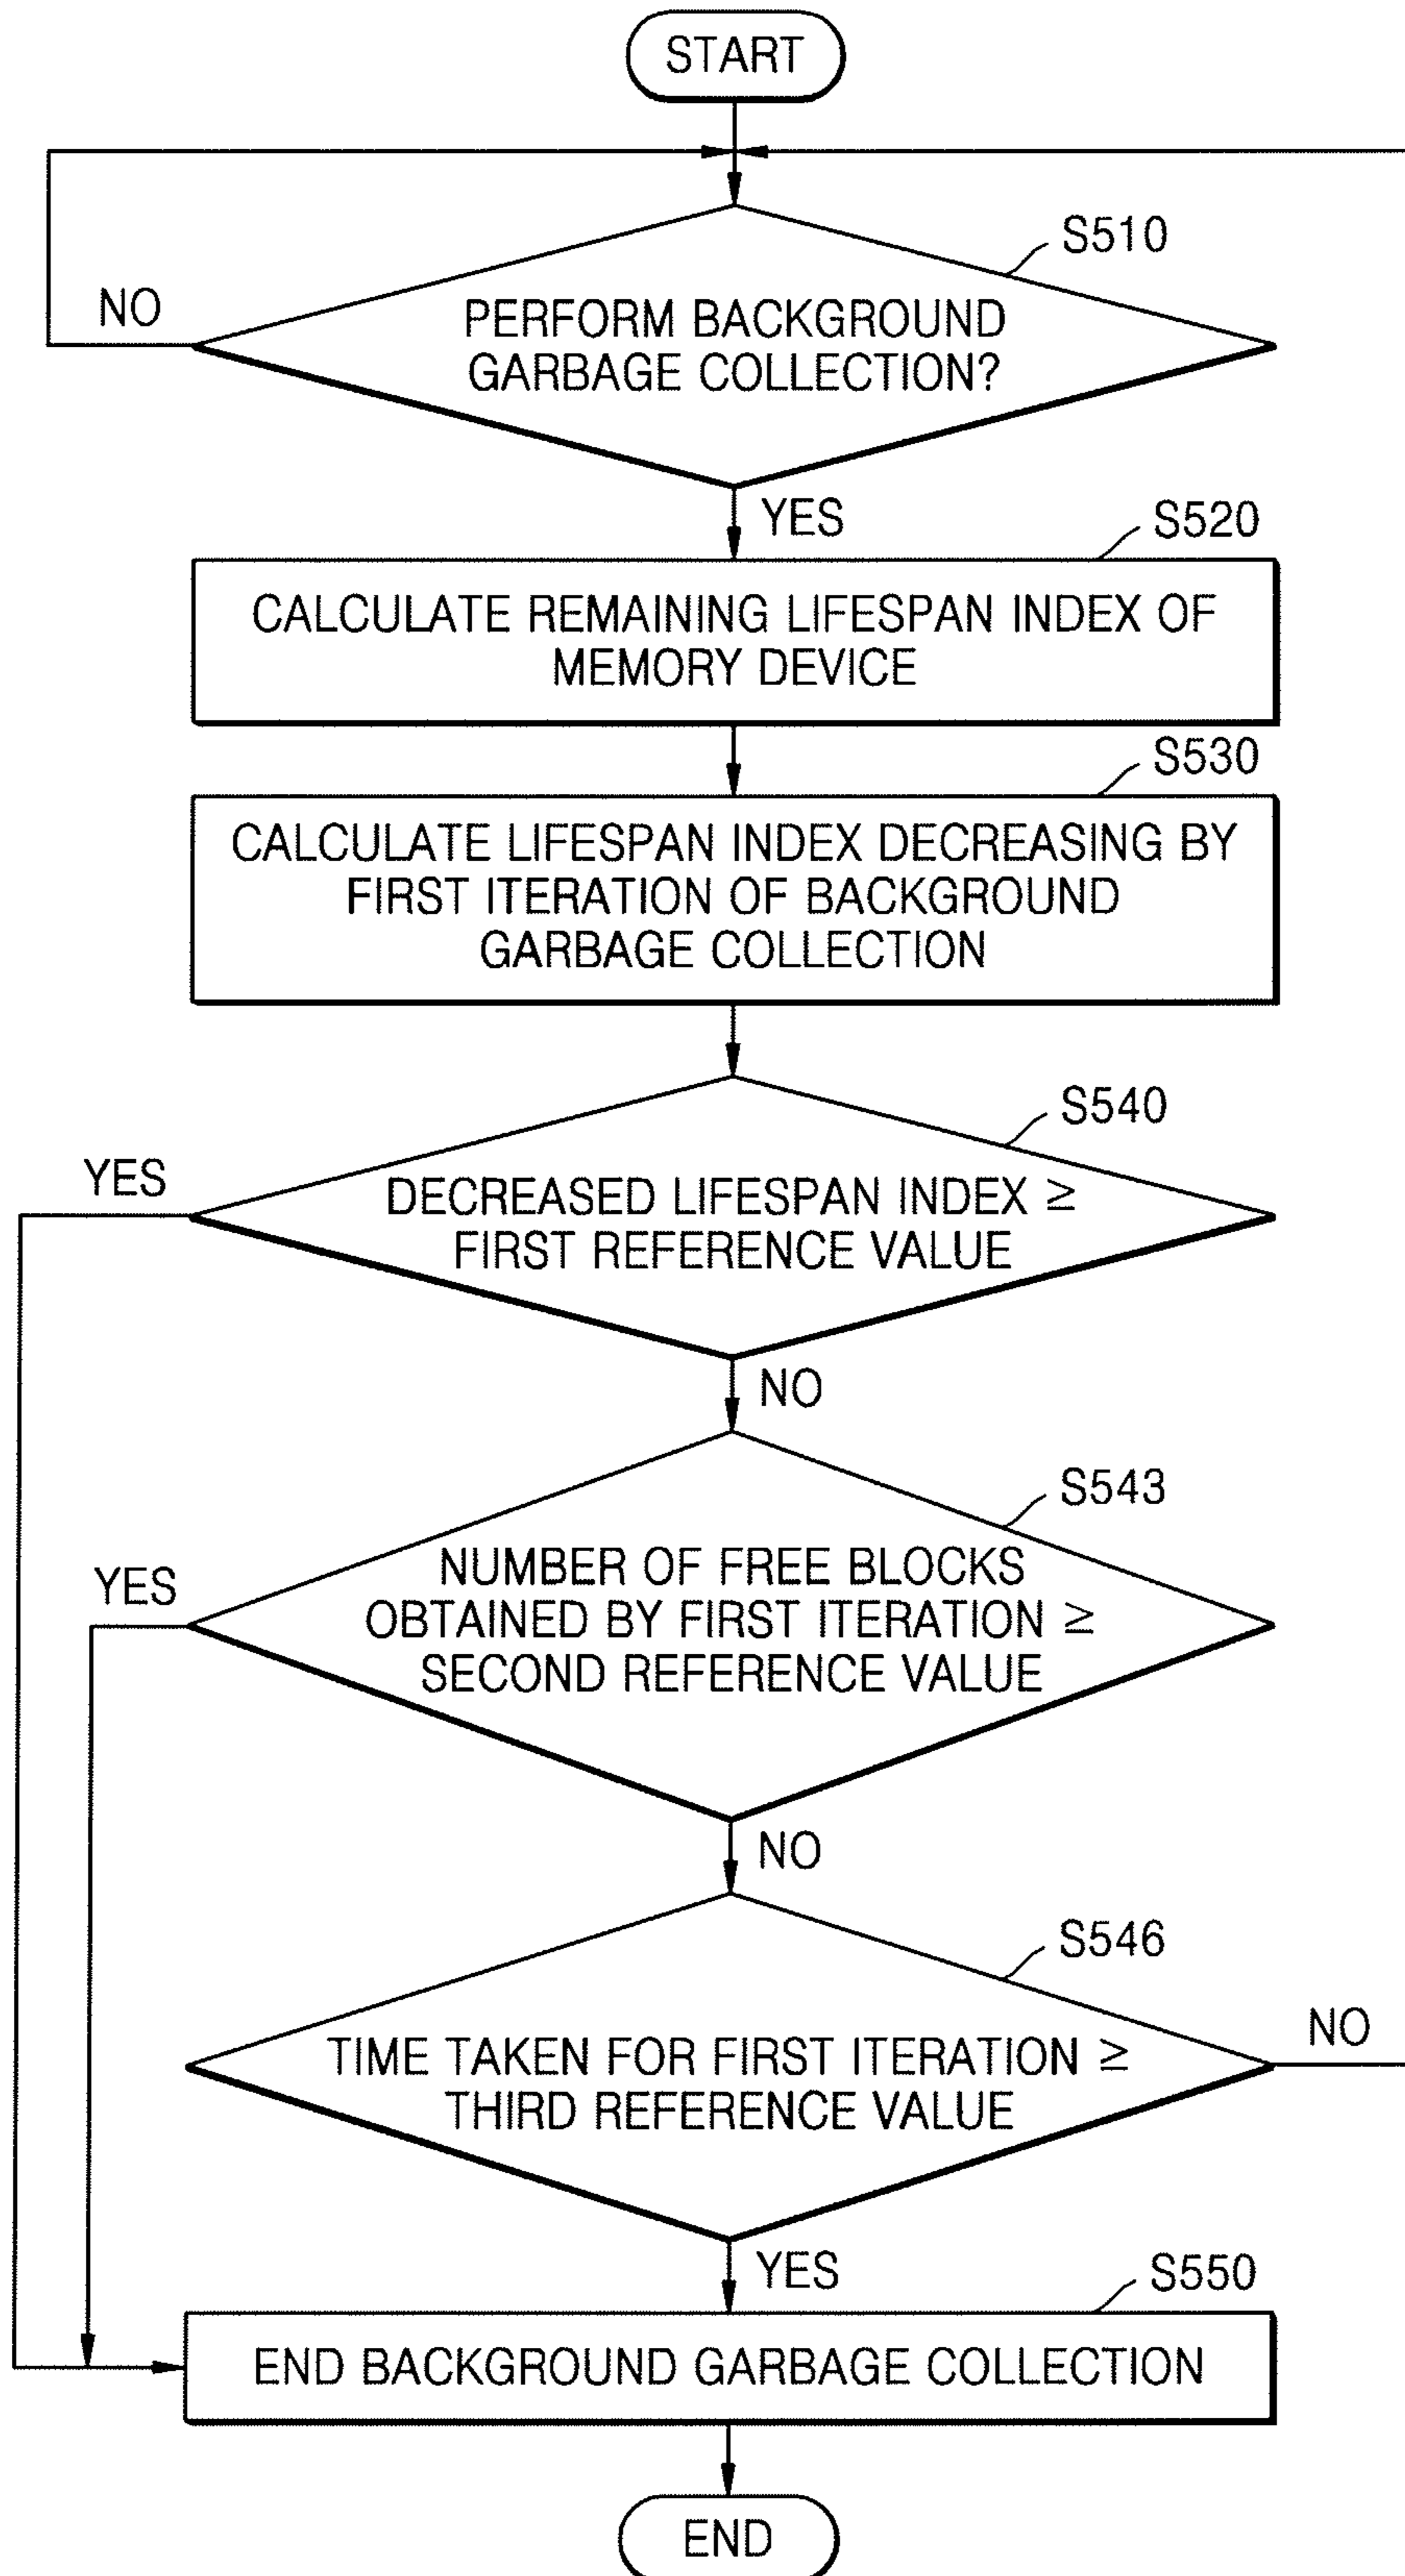 START
S510
NO
PERFORM BACKGROUND
GARBAGE COLLECTION?
YES
S520
CALCULATE REMAINING LIFESPAN INDEX OF
MEMORY DEVICE
S530
CALCULATE LIFESPAN INDEX DECREASING BY
FIRST ITERATION OF BACKGROUND
GARBAGE COLLECTION
S540
YES
DECREASED LIFESPAN INDEX ≥
FIRST REFERENCE VALUE
NO
S543
YES
NUMBER OF FREE BLOCKS
OBTAINED BY FIRST ITERATION ≥
SECOND REFERENCE VALUE
NO
S546
NO
TIME TAKEN FOR FIRST ITERATION ≥
THIRD REFERENCE VALUE
YES
S550
END BACKGROUND GARBAGE COLLECTION
END